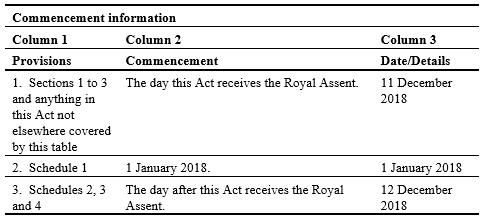 Commencement information
Column 1 Column 2 Column 3
Provisions Commencement Date/Details
1. Sections 1 to 3 The day this Act receives the Royal Assent. 11 December
and anything in 2018
this Act not
elsewhere covered
by this table
2. Schedule 1 1 January 2018. 1 January 2018
3. Schedules 2, 3 The day after this Act receives the Royal 12 December
and 4 Assent. 2018